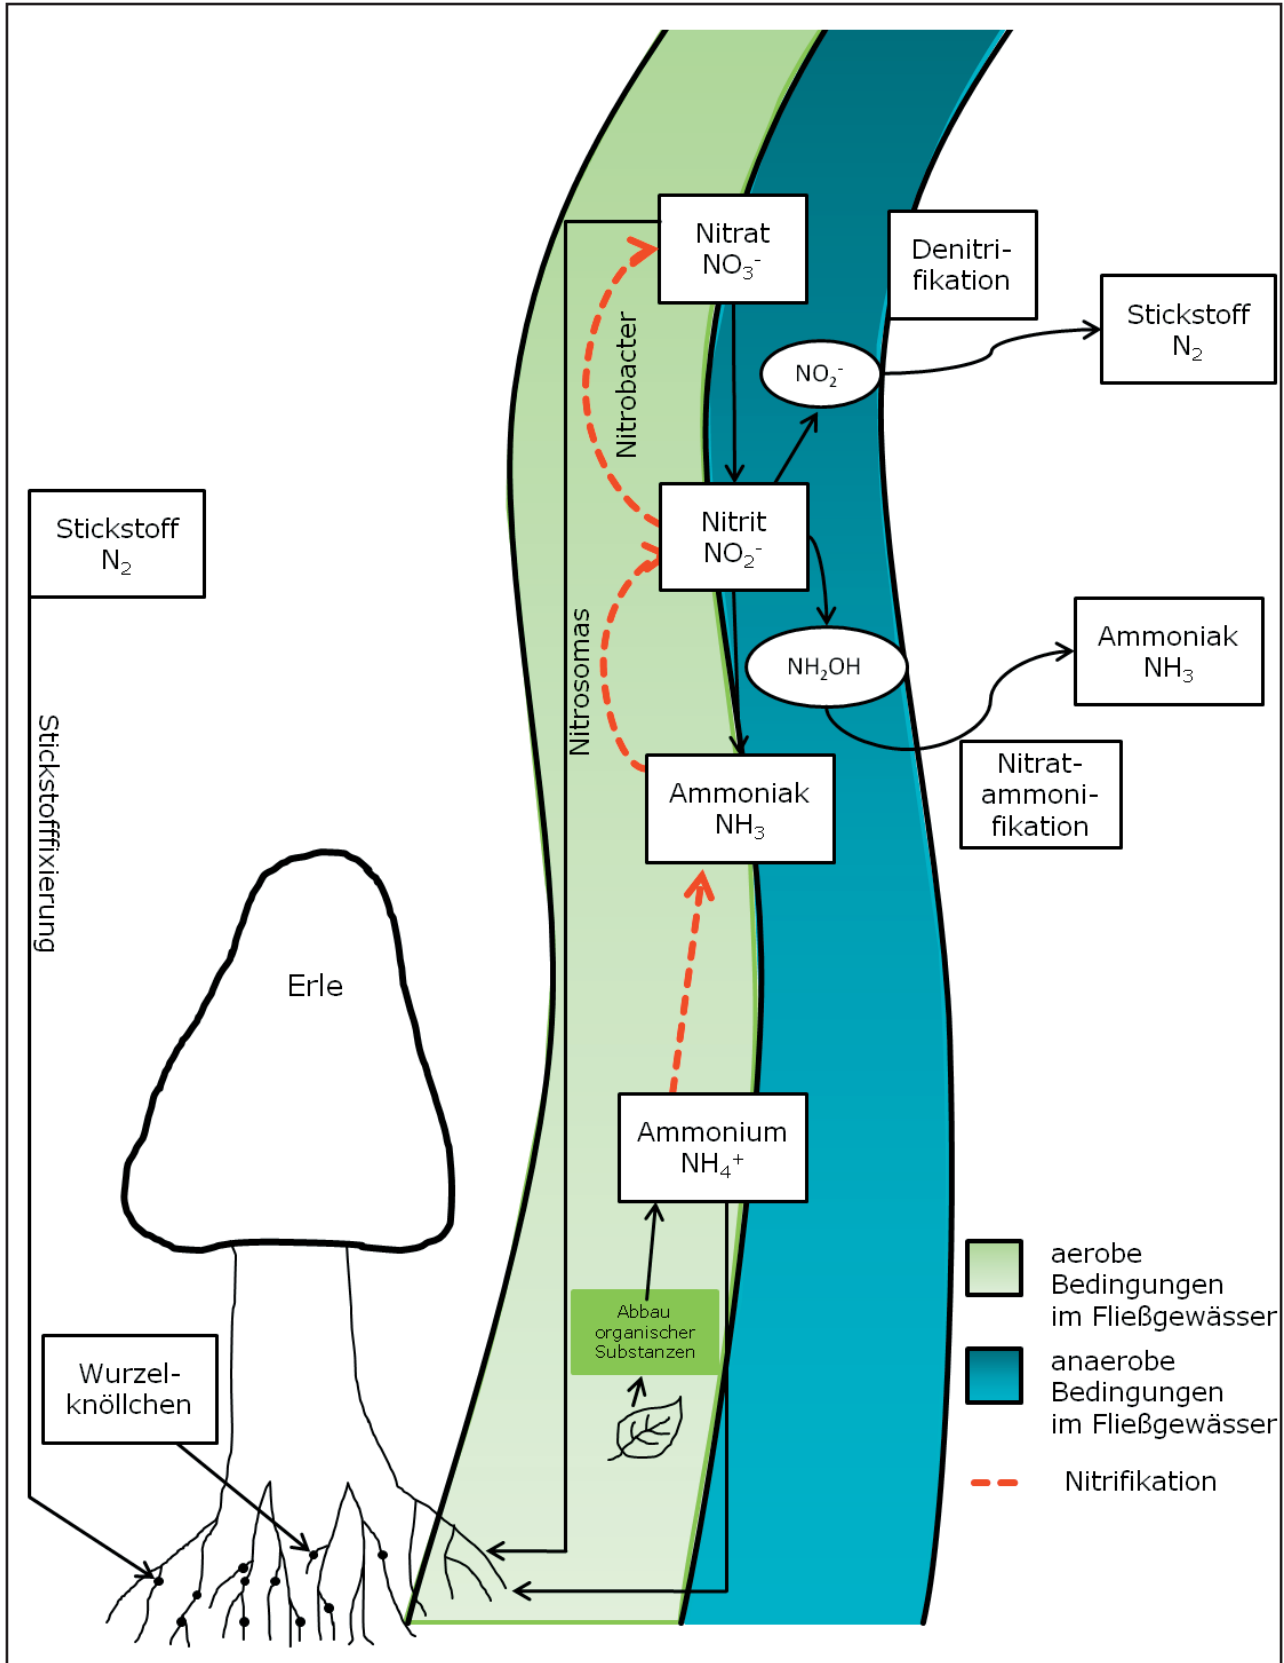 Nitrat
NO₃⁻
Denitri-
fikation
Stickstoff
N₂
NO₂⁻
Nitrobacter
Stickstoff
N₂
Nitrit
NO₂⁻
Nitrosomas
NH₂OH
Ammoniak
NH₃
Stickstofffixierung
Nitrat-
ammoni-
fikation
Ammoniak
NH₃
Erle
Ammonium
NH₄⁺
Abbau
organischer
Substanzen
Wurzel-
knöllchen
aerobe
Bedingungen
im Fließgewässer
anaerobe
Bedingungen
im Fließgewässer
Nitrifikation